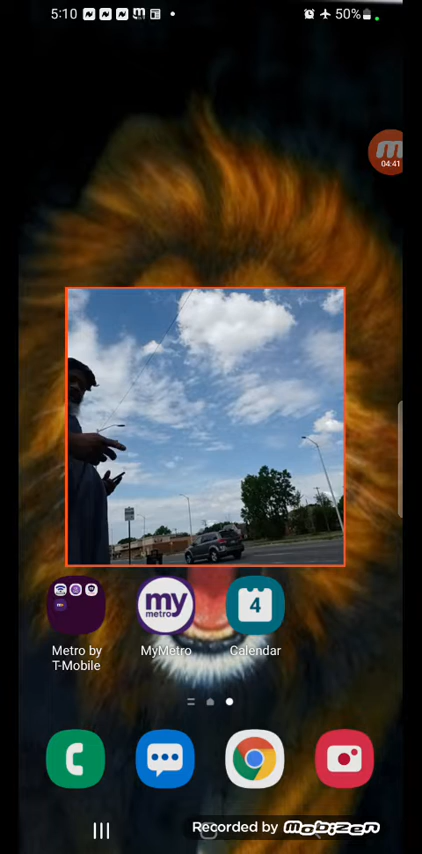 5:10
50%
m
04:41
my
metro
4
Metro by
T-Mobile
MyMetro
Calendar
Recorded by mobizen